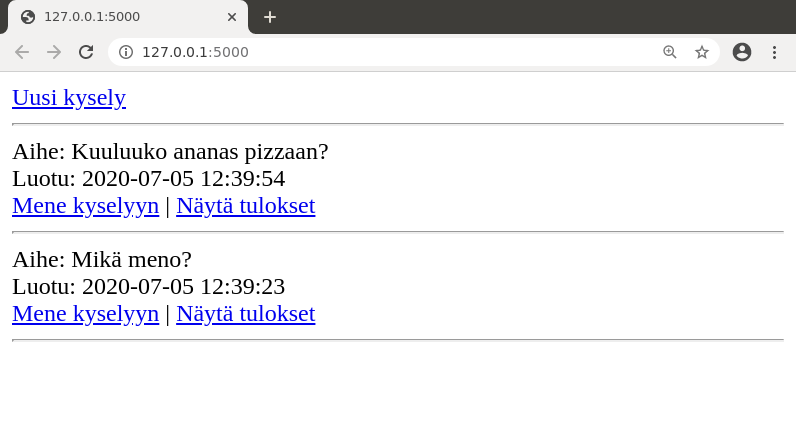 127.0.0.1:5000
127.0.0.1:5000
Uusi kysely
Aihe: Kuuluuko ananas pizzaan?
Luotu: 2020-07-05 12:39:54
Mene kyselyyn | Näytä tulokset
Aihe: Mikä meno?
Luotu: 2020-07-05 12:39:23
Mene kyselyyn | Näytä tulokset